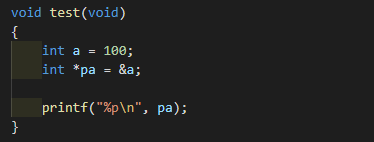 void test(void)
{
    int a = 100;
    int *pa = &a;

    printf("%p\n", pa);
}